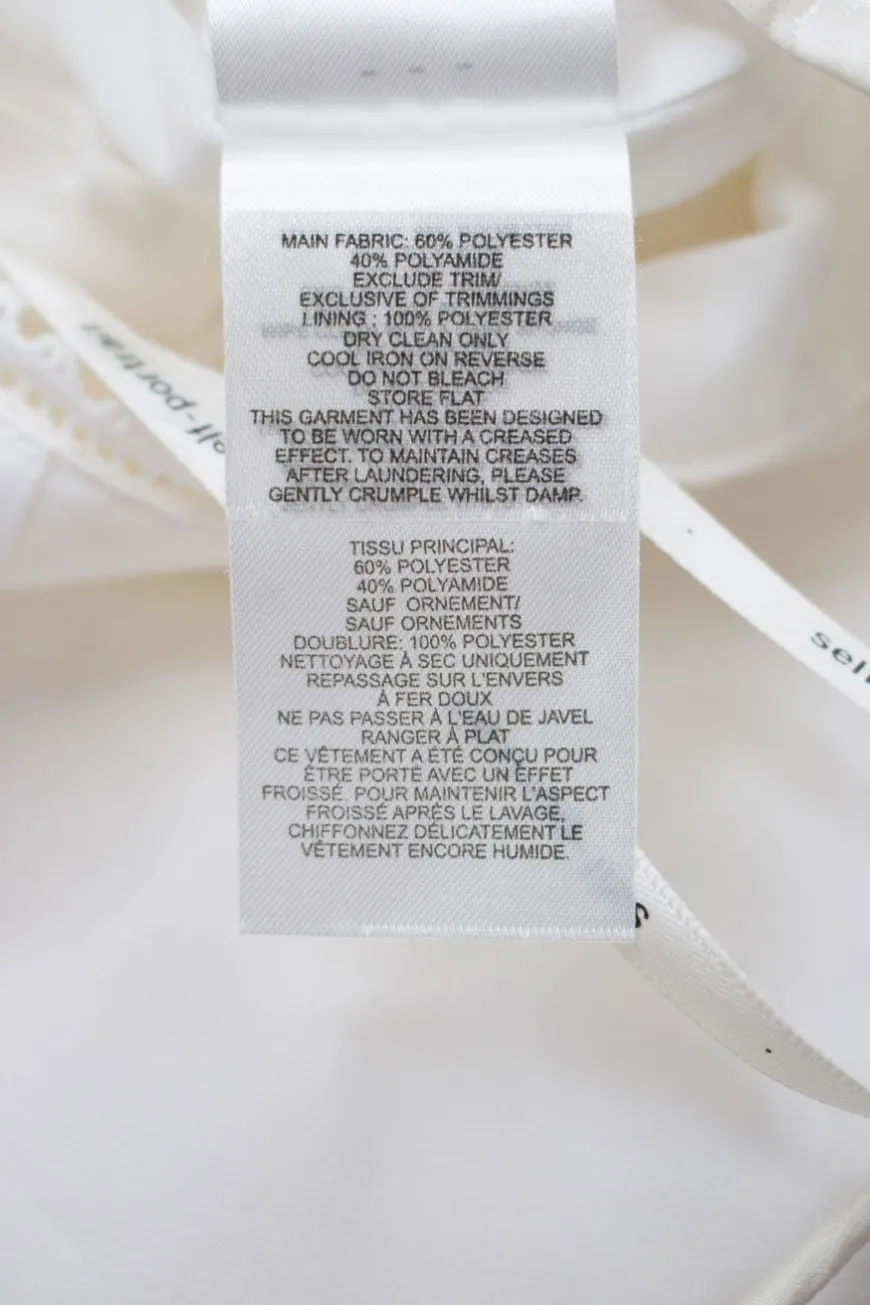 MAIN FABRIC: 60% POLYESTER
40% POLYAMIDE
EXCLUDE TRIM/
EXCLUSIVE OF TRIMMINGS
LINING : 100% POLYESTER
DRY CLEAN ONLY
COOL IRON ON REVERSE
DO NOT BLEACH
STORE FLAT
THIS GARMENT HAS BEEN DESIGNED
TO BE WORN WITH A CREASED
EFFECT. TO MAINTAIN CREASES
AFTER LAUNDERING, PLEASE
GENTLY CRUMPLE WHILST DAMP.
TISSU PRINCIPAL:
60% POLYESTER
40% POLYAMIDE
SAUF ORNEMENT/
SAUF ORNEMENTS
DOUBLURE: 100% POLYESTER
NETTOYAGE À SEC UNIQUEMENT
REPASSAGE SUR L'ENVERS
À FER DOUX
NE PAS PASSER À L'EAU DE JAVEL
RANGER À PLAT
CE VÊTEMENT A ÉTÉ CONÇU POUR
ÊTRE PORTÉ AVEC UN EFFET
FROISSÉ. POUR MAINTENIR L'ASPECT
FROISSÉ APRÈS LE LAVAGE,
CHIFFONNEZ DÉLICATEMENT LE
VÊTEMENT ENCORE HUMIDE.
elf-portrait
self
s